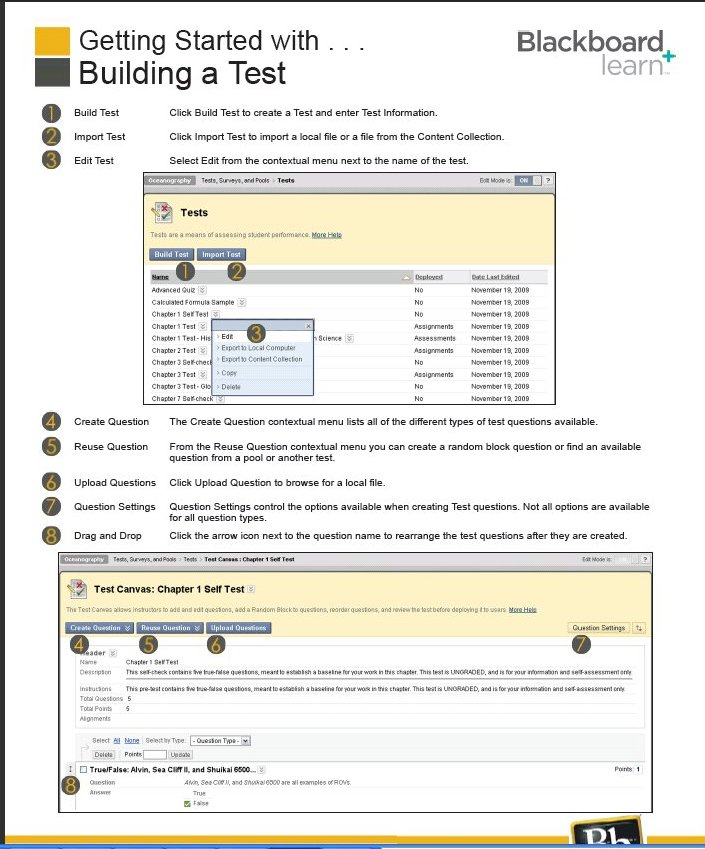 Getting Started with . . .
Building a Test
Blackboard
learn+
1 Build Test Click Build Test to create a Test and enter Test Information.
2 Import Test Click Import Test to import a local file or a file from the Content Collection.
3 Edit Test Select Edit from the contextual menu next to the name of the test.
Oceanography Tests, Surveys, and Pools > Tests Edit Mode is: ON ?
Tests
Tests are a means of assessing student performance. More Help
Build Test Import Test
1 2
Name Deployed Date Last Edited
Advanced Quiz No November 19, 2009
Calculated Formula Sample No November 19, 2009
Chapter 1 Self Test No November 19, 2009
Chapter 1 Test Assignments November 19, 2009
Chapter 1 Test - His n Science Assessments November 19, 2009
Chapter 2 Test Assignments November 19, 2009
Chapter 3 Self-check No November 19, 2009
Chapter 3 Test Assignments November 19, 2009
Chapter 3 Test - Glo No November 19, 2009
Chapter 7 Self-check No November 19, 2009
> Edit 3
> Export to Local Computer
> Export to Content Collection
> Copy
> Delete
4 Create Question The Create Question contextual menu lists all of the different types of test questions available.
5 Reuse Question From the Reuse Question contextual menu you can create a random block question or find an available
question from a pool or another test.
6 Upload Questions Click Upload Question to browse for a local file.
7 Question Settings Question Settings control the options available when creating Test questions. Not all options are available
for all question types.
8 Drag and Drop Click the arrow icon next to the question name to rearrange the test questions after they are created.
Oceanography Tests, Surveys, and Pools > Tests > Test Canvas: Chapter 1 Self Test Edit Mode is: ?
Test Canvas: Chapter 1 Self Test
The Test Canvas allows instructors to add and edit questions, add a Random Block to questions, reorder questions, and review the test before deploying it to users. More Help
Create Question Reuse Question Upload Questions Question Settings
4 5 6 7
Header
Name Chapter 1 Self Test
Description This self-check contains five true-false questions, meant to establish a baseline for your work in this chapter. This test is UNGRADED, and is for your information and self-assessment only.
Instructions This pre-test contains five true-false questions, meant to establish a baseline for your work in this chapter. This test is UNGRADED, and is for your information and self-assessment only.
Total Questions 5
Total Points 5
Alignments
Select: All None Select by Type: - Question Type -
Delete Points Update
True/False: Alvin, Sea Cliff II, and Shuikai 6500... Points: 1
8 Question Alvin, Sea Cliff II, and Shuikai 6500 are all examples of ROVs.
Answer True
False
Bb